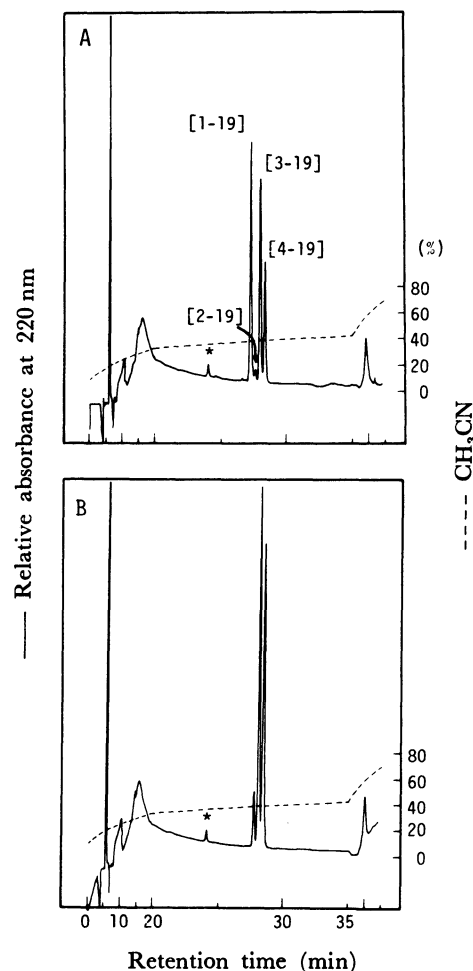 A
[1-19]
[3-19]
[4-19]
[2-19]
*
(%)
80
60
40
20
0
B
*
80
60
40
20
0
0 10 20 30 35
Retention time (min)
— Relative absorbance at 220 nm
---- CH3CN